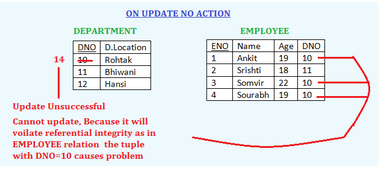 ON UPDATE NO ACTION
DEPARTMENT
DNO D.Location
10 Rohtak
11 Bhiwani
12 Hansi
14
EMPLOYEE
ENO Name Age DNO
1 Ankit 19 10
2 Srishti 18 11
3 Somvir 22 10
4 Sourabh 19 10
Update Unsuccessful
Cannot update, Because it will
voilate referential integrity as in
EMPLOYEE relation the tuple
with DNO=10 causes problem